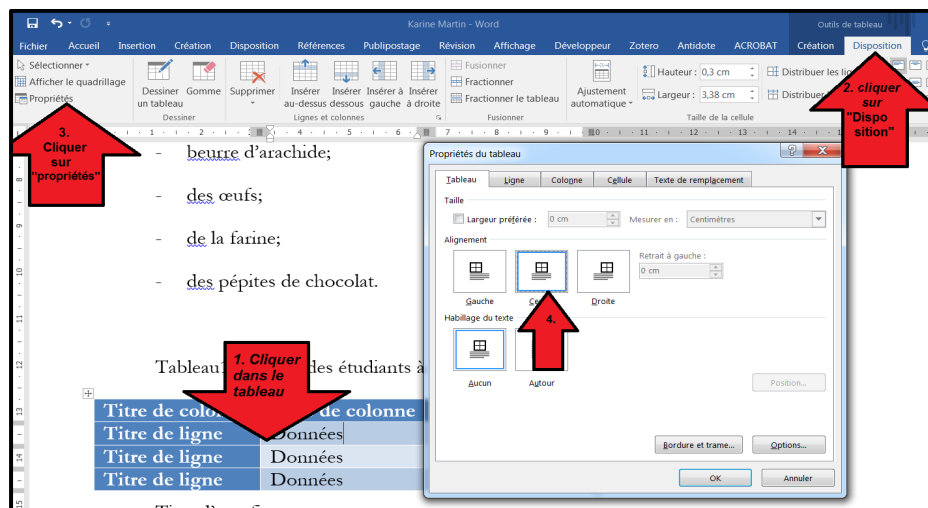 Karine Martin - Word
Outils de tableau
Fichier Accueil Insertion Création Disposition Références Publipostage Révision Affichage Développeur Zotero Antidote ACROBAT Création Disposition
Sélectionner
Afficher le quadrillage
Propriétés
Dessiner un tableau
Gomme
Supprimer
Insérer au-dessus
Insérer dessous
Insérer à gauche
Insérer à droite
Fusionner
Fractionner
Fractionner le tableau
Ajustement automatique
Hauteur : 0,3 cm
Largeur : 3,38 cm
Distribuer les
Distribuer
Dessiner
Lignes et colonnes
Fusionner
Taille de la cellule
2. cliquer
sur
"Dispo
sition"
3.
Cliquer
sur
"propriétés"
- beurre d'arachide;
- des œufs;
- de la farine;
- des pépites de chocolat.
1. Cliquer
dans le
tableau
des étudiants à
Titre de colonne
Titre de ligne Données
Titre de ligne Données
Titre de ligne Données
Propriétés du tableau
Tableau Ligne Colonne Cellule Texte de remplacement
Taille
Largeur préférée : 0 cm Mesurer en : Centimètres
Alignement
Retrait à gauche :
0 cm
Gauche Droite
4.
Habillage du texte
Aucun Autour
Position...
Bordure et trame... Options...
OK Annuler